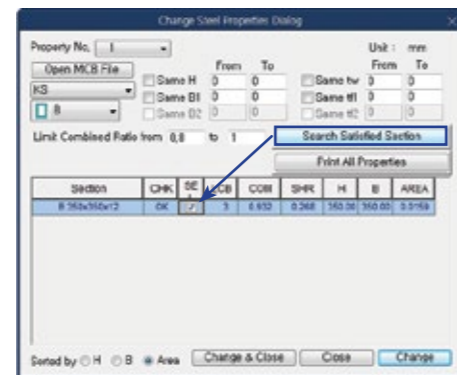 Change Steel Properties Dialog
Property No. 1 Unit : mm
Open MCB File From To From To
KS Same H 0 0 Same tw 0 0
Same B1 0 0 Same tf1 0 0
B Same B2 0 0 Same tf2 0 0
Limit Combined Ratio from 0,8 to 1 Search Satisfied Section
Print All Properties
Section CHK SE COM SHR H B AREA
B 350x350x12 OK 3 0.932 0.268 350.00 350.00 0.0159
Sorted by H B Area Change & Close Close Change